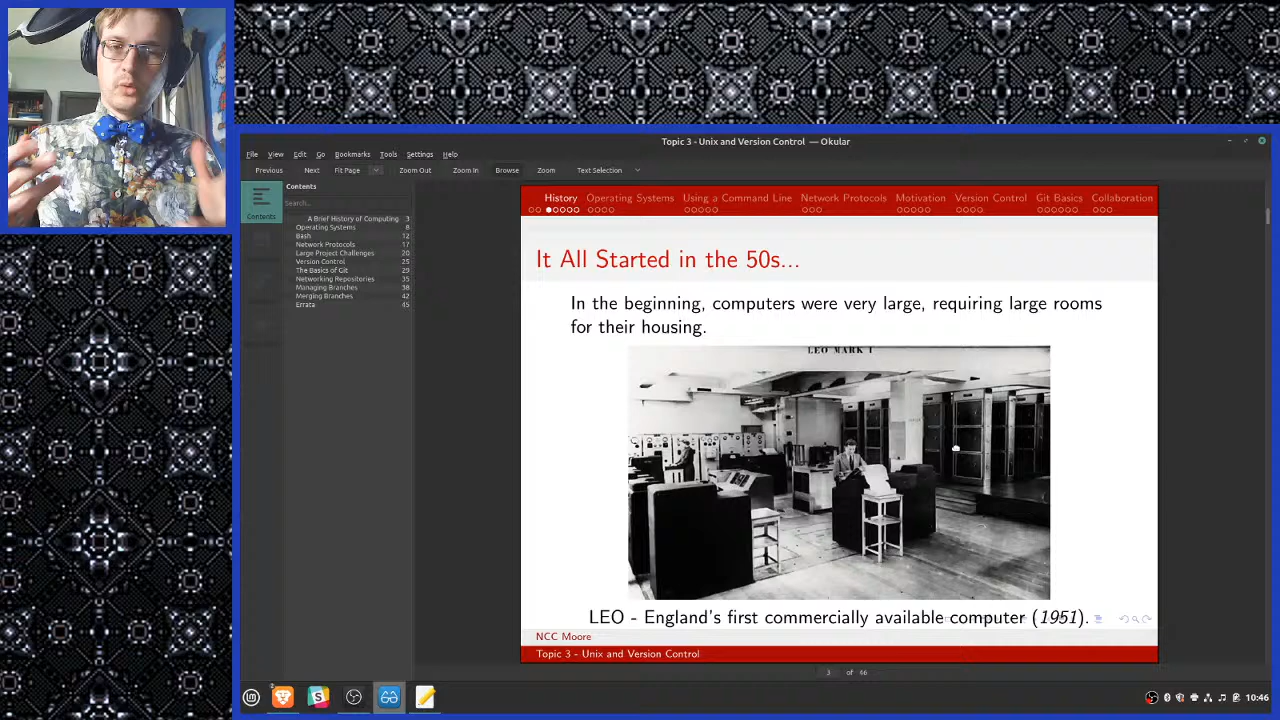 Topic 3 - Unix and Version Control — Okular
File View Edit Go Bookmarks Tools Settings Help
Previous Next Fit Page Zoom Out Zoom In Browse Zoom Text Selection
Contents
Contents
Search...
A Brief History of Computing 3
Operating Systems 8
Bash 12
Network Protocols 17
Large Project Challenges 20
Version Control 25
The Basics of Git 29
Networking Repositories 35
Managing Branches 38
Merging Branches 42
Errata 45
History Operating Systems Using a Command Line Network Protocols Motivation Version Control Git Basics Collaboration
It All Started in the 50s...
In the beginning, computers were very large, requiring large rooms
for their housing.
LEO MARK I
LEO - England's first commercially available computer (1951).
NCC Moore
Topic 3 - Unix and Version Control
3 of 46
10:46